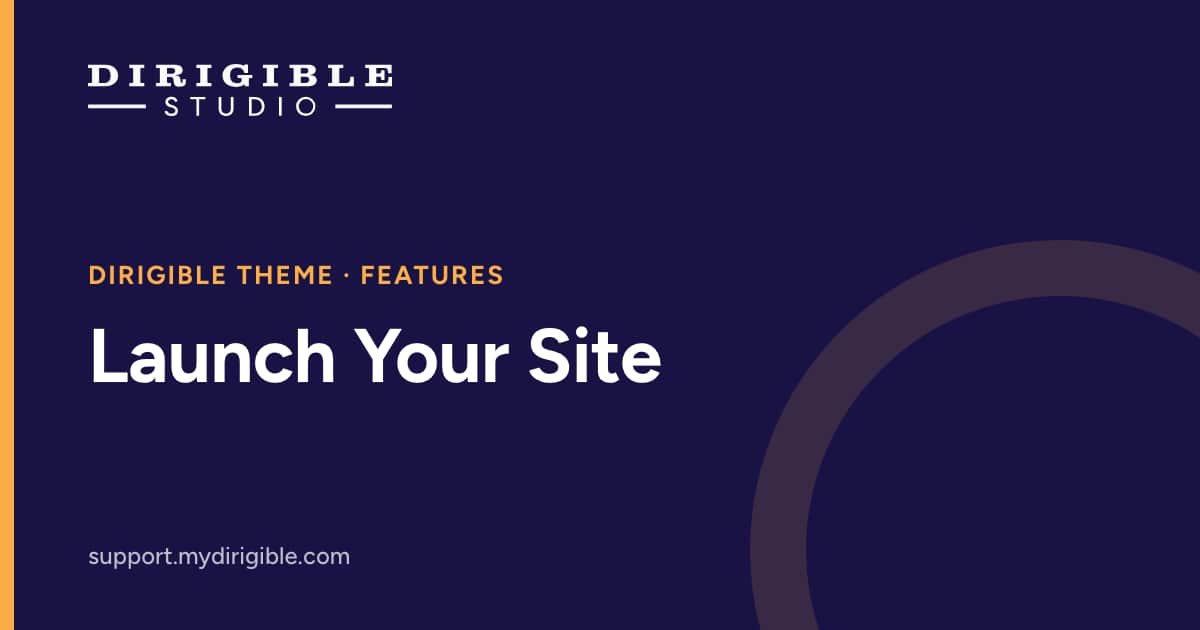 DIRIGIBLE
STUDIO
DIRIGIBLE THEME · FEATURES
Launch Your Site
support.mydirigible.com